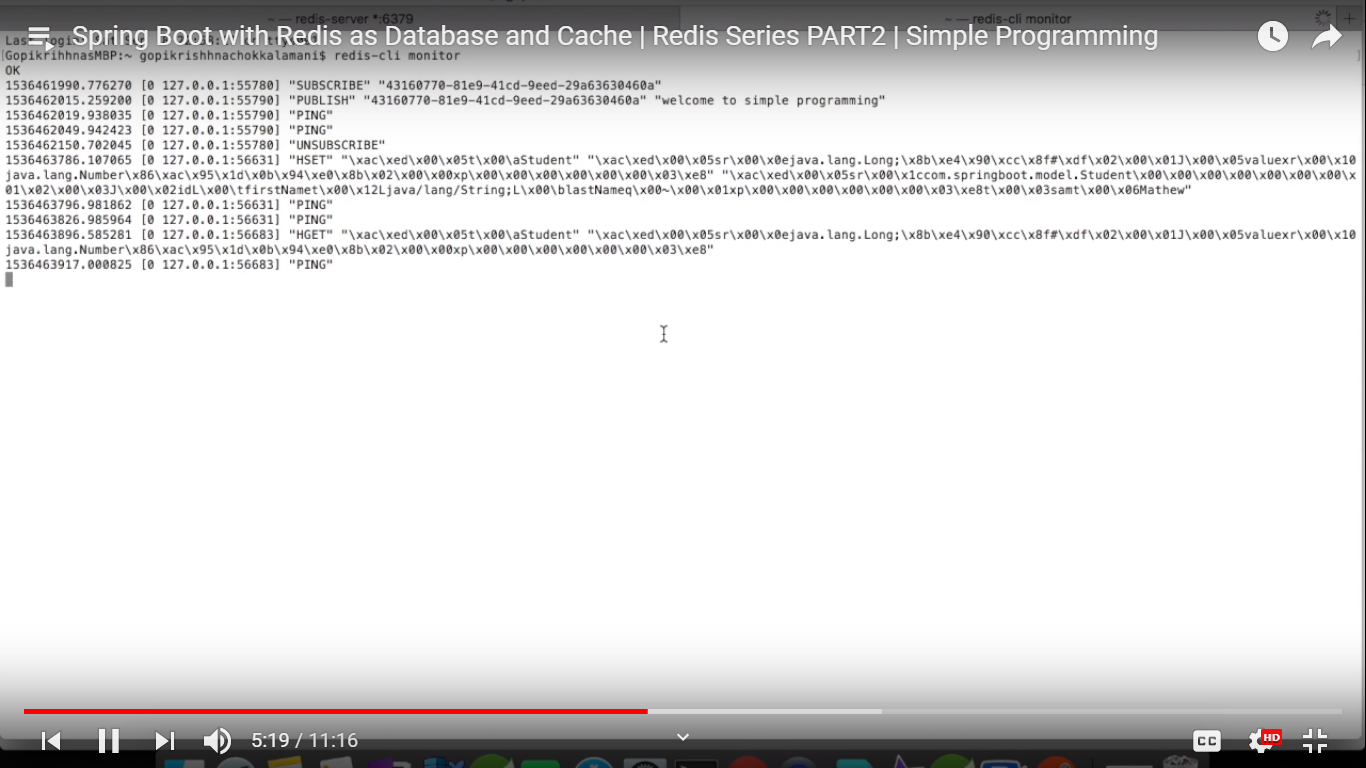 ~ — redis-server *:6379
~ — redis-cli monitor
Spring Boot with Redis as Database and Cache | Redis Series PART2 | Simple Programming
GopikrihhnasMBP:~ gopikrishhnachokkalamani$ redis-cli monitor
OK
1536461990.776270 [0 127.0.0.1:55780] "SUBSCRIBE" "43160770-81e9-41cd-9eed-29a63630460a"
1536462015.259200 [0 127.0.0.1:55790] "PUBLISH" "43160770-81e9-41cd-9eed-29a63630460a" "welcome to simple programming"
1536462019.938035 [0 127.0.0.1:55790] "PING"
1536462049.942423 [0 127.0.0.1:55790] "PING"
1536462150.702045 [0 127.0.0.1:55780] "UNSUBSCRIBE"
1536463786.107065 [0 127.0.0.1:56631] "HSET" "\xac\xed\x00\x05t\x00\aStudent" "\xac\xed\x00\x05sr\x00\x0ejava.lang.Long;\x8b\xe4\x90\xcc\x8f#\xdf\x02\x00\x01J\x00\x05valuexr\x00\x10
java.lang.Number\x86\xac\x95\x1d\x0b\x94\xe0\x8b\x02\x00\x00xp\x00\x00\x00\x00\x00\x00\x03\xe8" "\xac\xed\x00\x05sr\x00\x1ccom.springboot.model.Student\x00\x00\x00\x00\x00\x00\x00\x
01\x02\x00\x03J\x00\x02idL\x00\tfirstNamet\x00\x12Ljava/lang/String;L\x00\blastNameq\x00~\x00\x01xp\x00\x00\x00\x00\x00\x00\x03\xe8t\x00\x03samt\x00\x06Mathew"
1536463796.981862 [0 127.0.0.1:56631] "PING"
1536463826.985964 [0 127.0.0.1:56631] "PING"
1536463896.585281 [0 127.0.0.1:56683] "HGET" "\xac\xed\x00\x05t\x00\aStudent" "\xac\xed\x00\x05sr\x00\x0ejava.lang.Long;\x8b\xe4\x90\xcc\x8f#\xdf\x02\x00\x01J\x00\x05valuexr\x00\x10
java.lang.Number\x86\xac\x95\x1d\x0b\x94\xe0\x8b\x02\x00\x00xp\x00\x00\x00\x00\x00\x00\x03\xe8"
1536463917.000825 [0 127.0.0.1:56683] "PING"
5:19 / 11:16
CC
HD